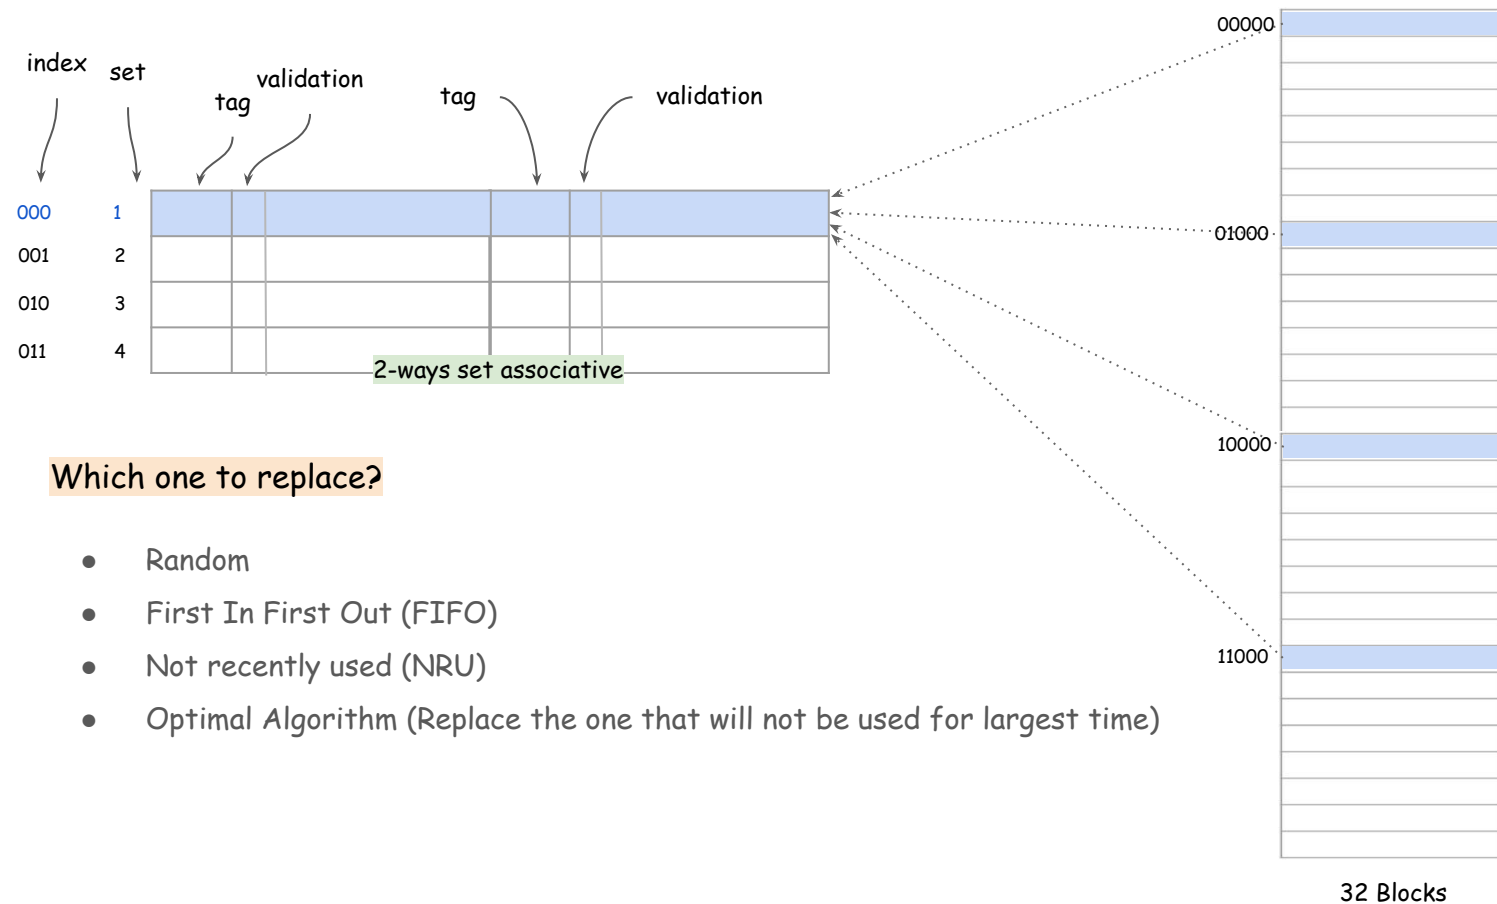 index
set
tag
validation
tag
validation
000 1
001 2
010 3
011 4
2-ways set associative
00000
01000
10000
11000
32 Blocks
Which one to replace?
● Random
● First In First Out (FIFO)
● Not recently used (NRU)
● Optimal Algorithm (Replace the one that will not be used for largest time)